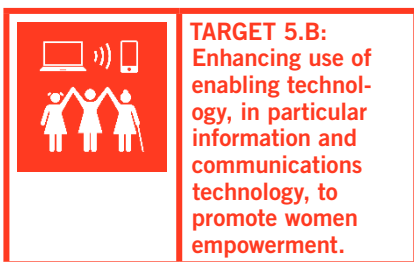 TARGET 5.B:
Enhancing use of
enabling technol-
ogy, in particular
information and
communications
technology, to
promote women
empowerment.